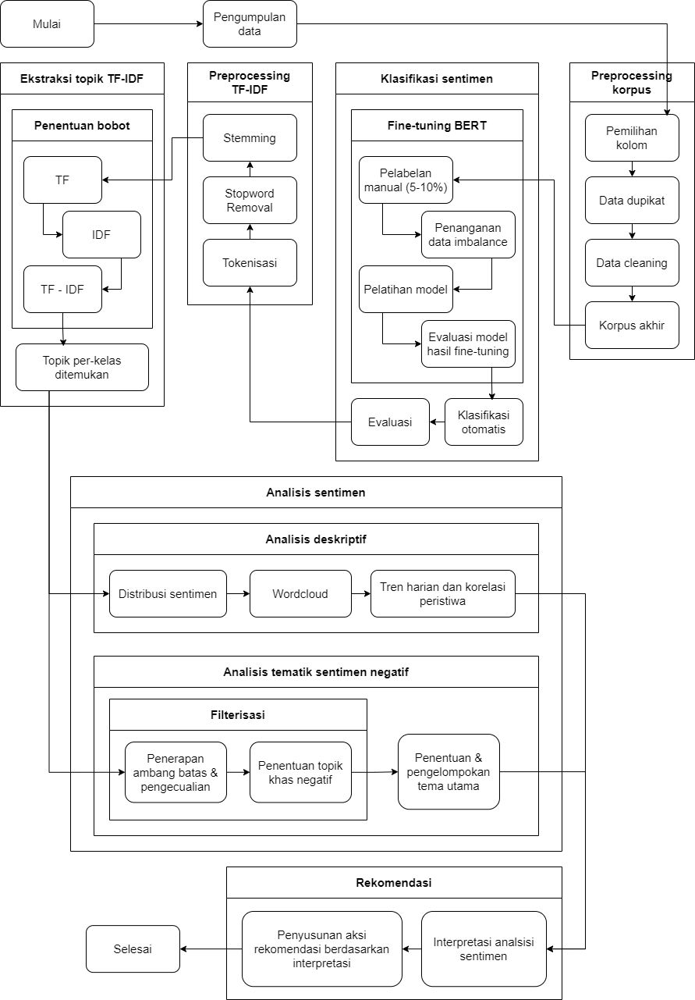 Mulai
Pengumpulan
data
Ekstraksi topik TF-IDF
Penentuan bobot
TF
IDF
TF - IDF
Topik per-kelas
ditemukan
Preprocessing
TF-IDF
Stemming
Stopword
Removal
Tokenisasi
Klasifikasi sentimen
Fine-tuning BERT
Pelabelan
manual (5-10%)
Penanganan
data imbalance
Pelatihan model
Evaluasi model
hasil fine-tuning
Evaluasi
Klasifikasi
otomatis
Preprocessing
korpus
Pemilihan
kolom
Data dupikat
Data cleaning
Korpus akhir
Analisis sentimen
Analisis deskriptif
Distribusi sentimen
Wordcloud
Tren harian dan korelasi
peristiwa
Analisis tematik sentimen negatif
Filterisasi
Penerapan
ambang batas &
pengecualian
Penentuan topik
khas negatif
Penentuan &
pengelompokan
tema utama
Rekomendasi
Selesai
Penyusunan aksi
rekomendasi berdasarkan
interpretasi
Interpretasi analsisi
sentimen